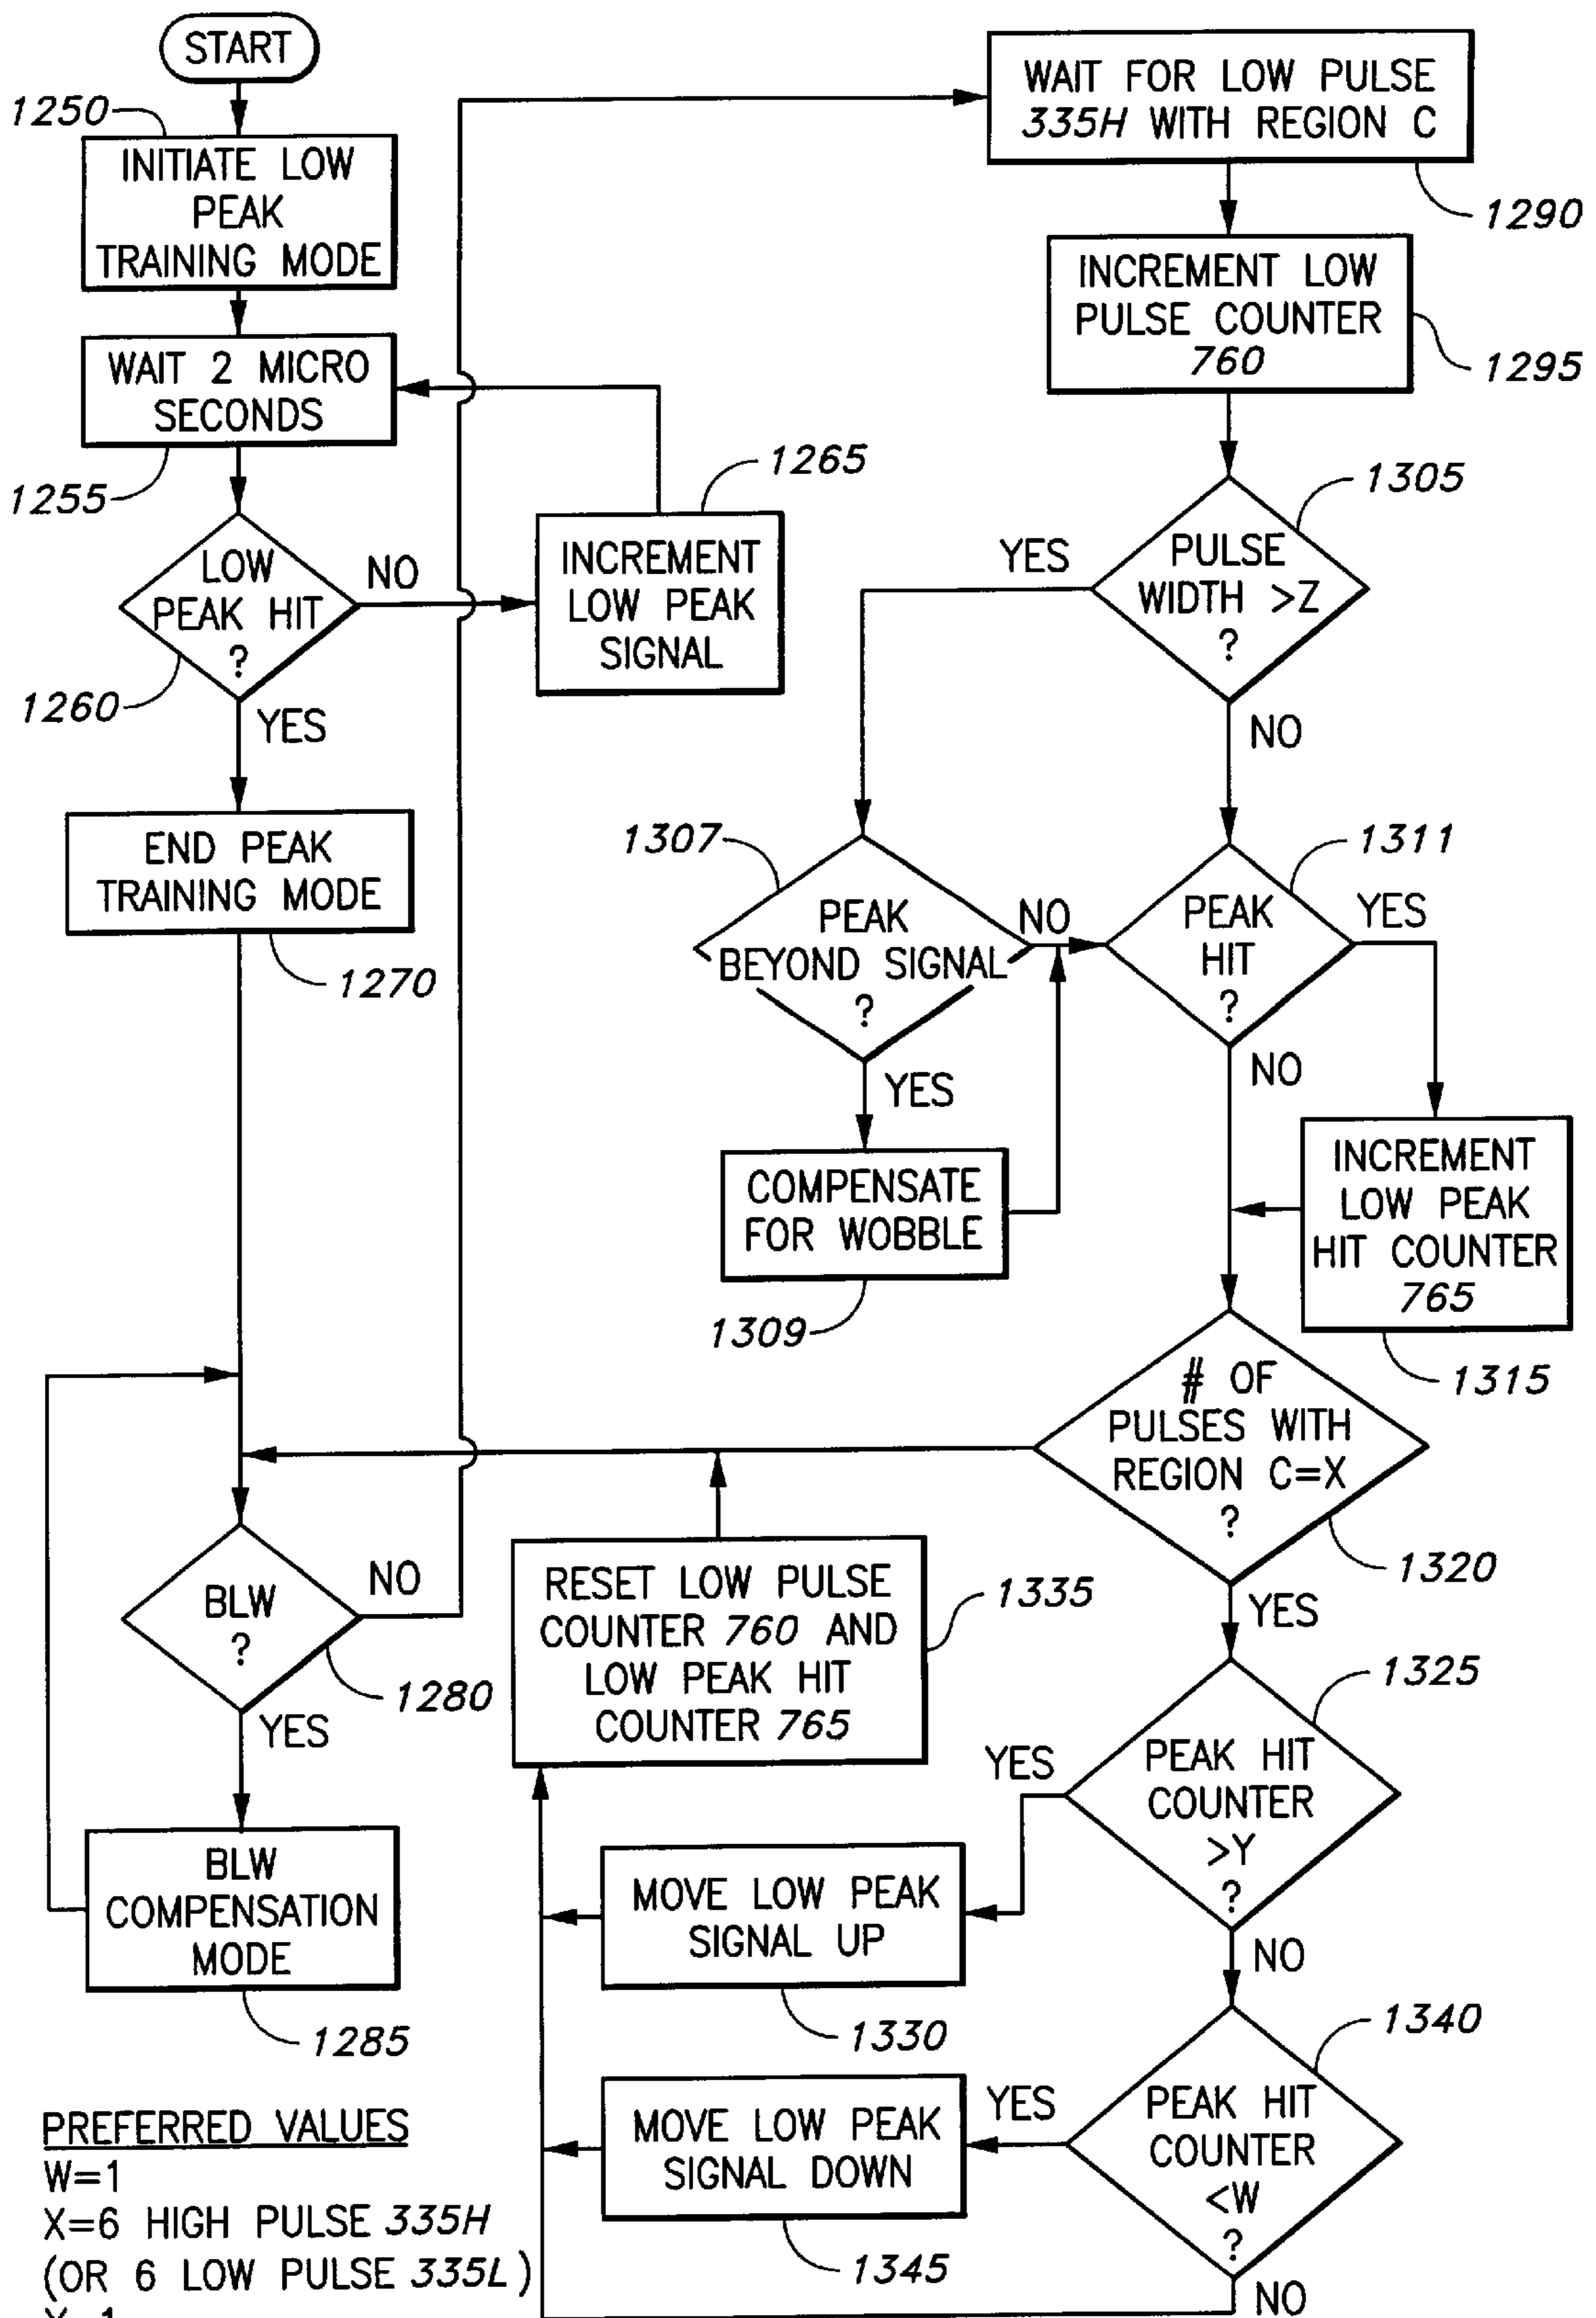 START
1250
INITIATE LOW
PEAK
TRAINING MODE
WAIT 2 MICRO
SECONDS
1255
LOW
PEAK HIT
?
NO
1260
YES
1265
INCREMENT
LOW PEAK
SIGNAL
END PEAK
TRAINING MODE
1270
BLW
?
NO
1280
YES
BLW
COMPENSATION
MODE
1285
WAIT FOR LOW PULSE
335H WITH REGION C
1290
INCREMENT LOW
PULSE COUNTER
760
1295
1305
YES
PULSE
WIDTH >Z
?
NO
1307
PEAK
BEYOND SIGNAL
?
NO
YES
COMPENSATE
FOR WOBBLE
1309
1311
PEAK
HIT
?
YES
NO
INCREMENT
LOW PEAK
HIT COUNTER
765
1315
# OF
PULSES WITH
REGION C=X
?
1320
YES
RESET LOW PULSE
COUNTER 760 AND
LOW PEAK HIT
COUNTER 765
1335
1325
YES
PEAK HIT
COUNTER
>Y
?
NO
MOVE LOW PEAK
SIGNAL UP
1330
1340
YES
PEAK HIT
COUNTER
<W
?
NO
MOVE LOW PEAK
SIGNAL DOWN
1345
PREFERRED VALUES
W=1
X=6 HIGH PULSE 335H
(OR 6 LOW PULSE 335L)